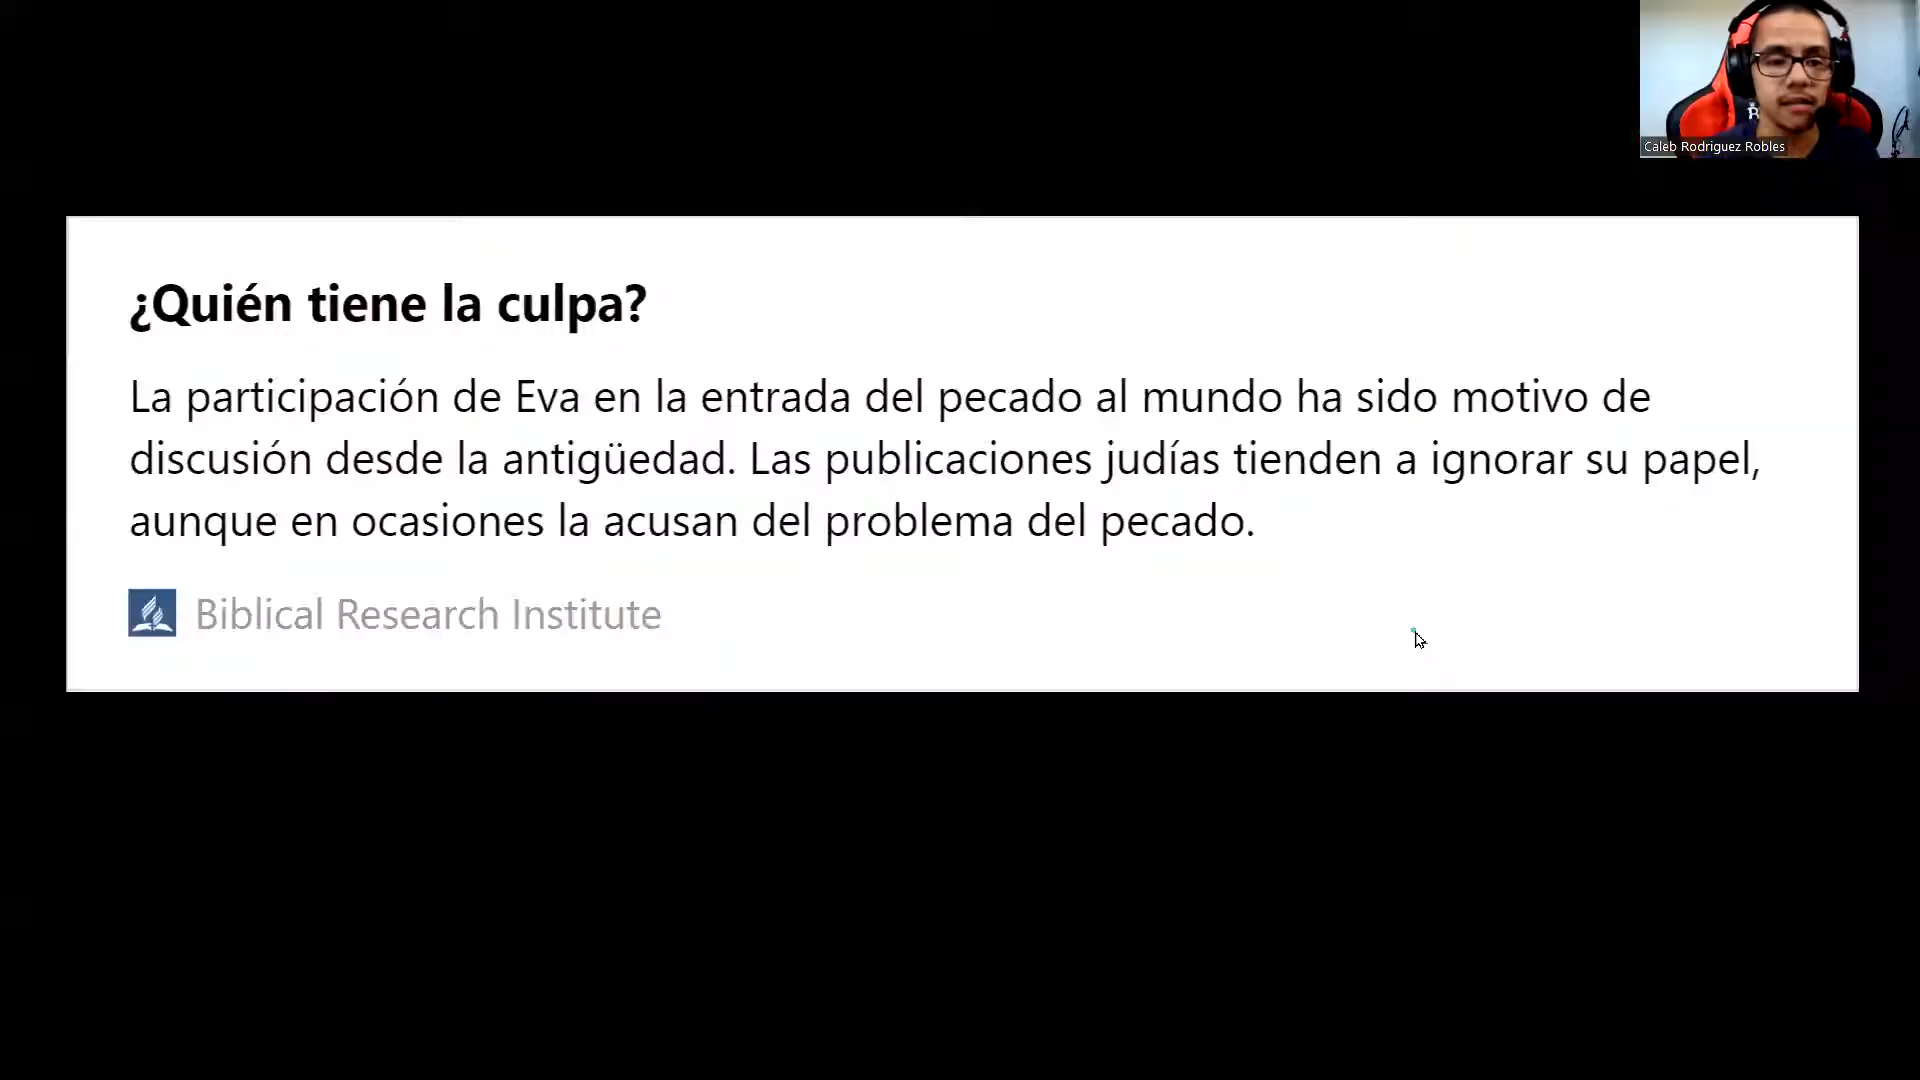 Caleb Rodriguez Robles
¿Quién tiene la culpa?
La participación de Eva en la entrada del pecado al mundo ha sido motivo de
discusión desde la antigüedad. Las publicaciones judías tienden a ignorar su papel,
aunque en ocasiones la acusan del problema del pecado.
Biblical Research Institute